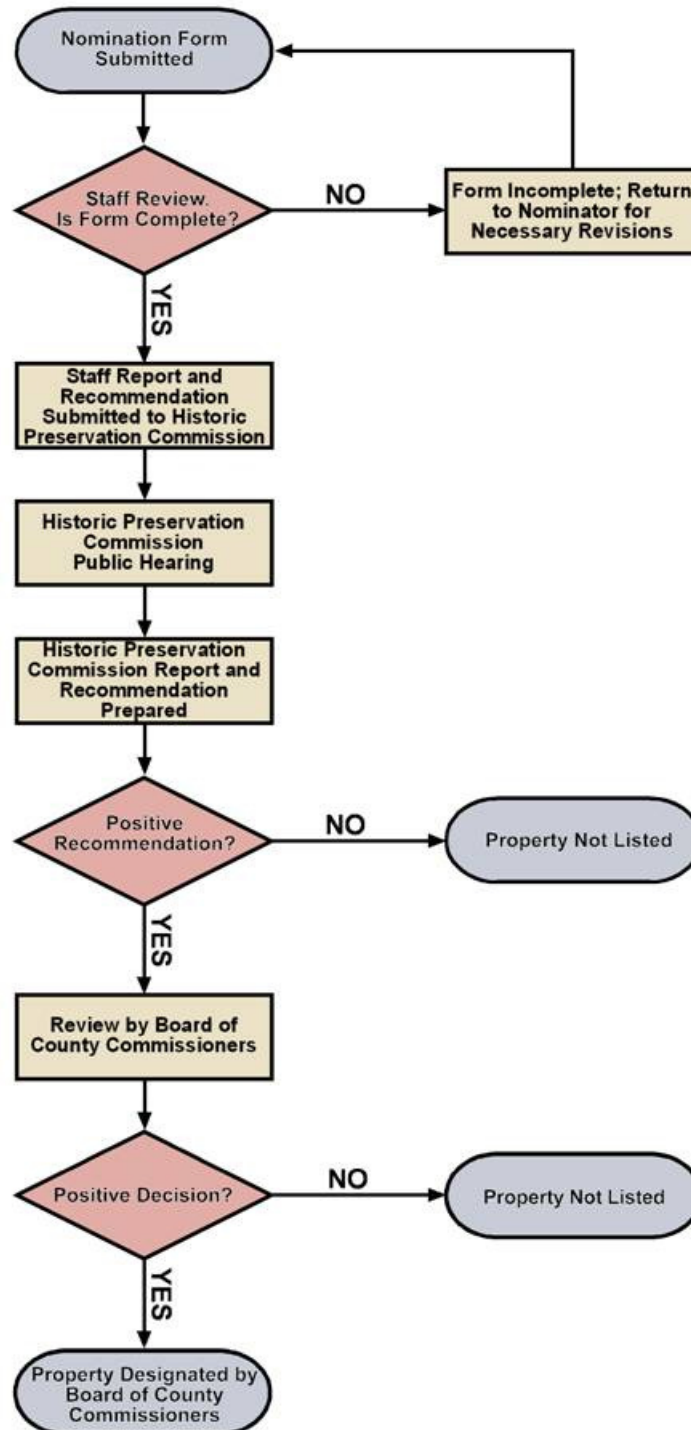 Nomination Form
Submitted
Staff Review.
Is Form Complete?
NO
Form Incomplete; Return
to Nominator for
Necessary Revisions
YES
Staff Report and
Recommendation
Submitted to Historic
Preservation Commission
Historic Preservation
Commission
Public Hearing
Historic Preservation
Commission Report and
Recommendation
Prepared
Positive
Recommendation?
NO
Property Not Listed
YES
Review by Board of
County Commissioners
Positive Decision?
NO
Property Not Listed
YES
Property Designated by
Board of County
Commissioners